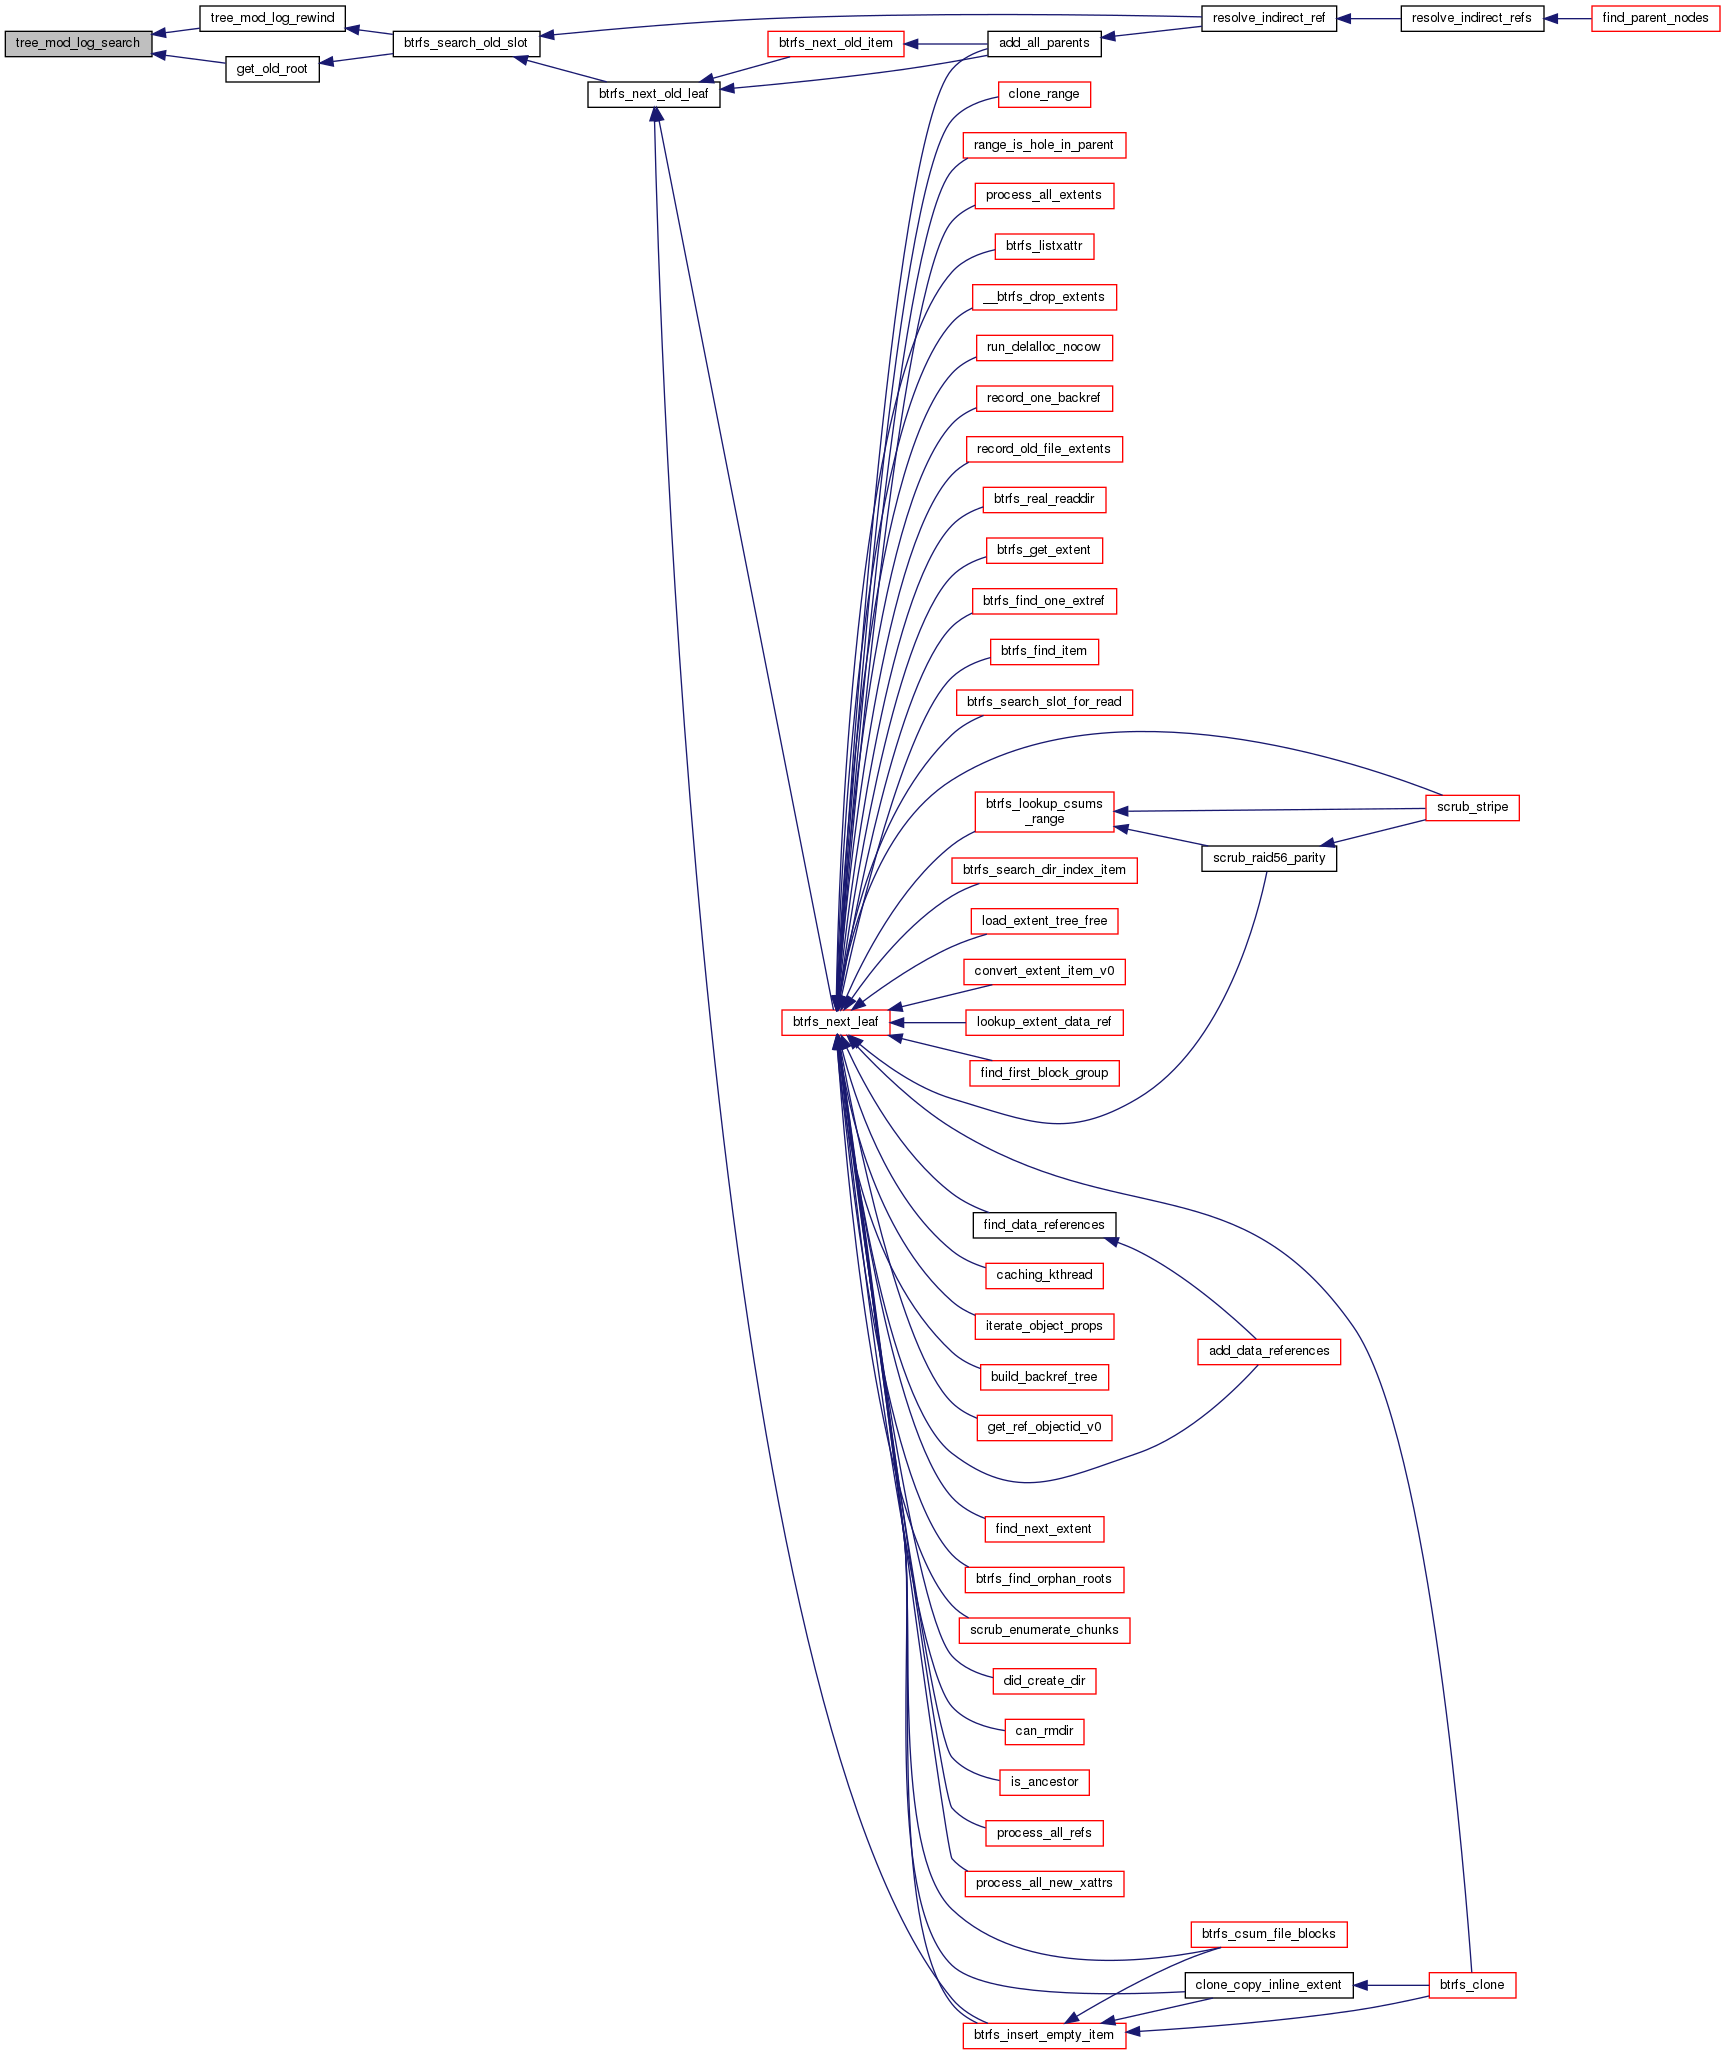 tree_mod_log_search
tree_mod_log_rewind
get_old_root
btrfs_search_old_slot
btrfs_next_old_leaf
btrfs_next_old_item
add_all_parents
resolve_indirect_ref
resolve_indirect_refs
find_parent_nodes
clone_range
range_is_hole_in_parent
process_all_extents
btrfs_listxattr
__btrfs_drop_extents
run_delalloc_nocow
record_one_backref
record_old_file_extents
btrfs_real_readdir
btrfs_get_extent
btrfs_find_one_extref
btrfs_find_item
btrfs_search_slot_for_read
btrfs_lookup_csums
_range
scrub_stripe
scrub_raid56_parity
btrfs_search_dir_index_item
load_extent_tree_free
convert_extent_item_v0
btrfs_next_leaf
lookup_extent_data_ref
find_first_block_group
find_data_references
caching_kthread
iterate_object_props
add_data_references
build_backref_tree
get_ref_objectid_v0
find_next_extent
btrfs_find_orphan_roots
scrub_enumerate_chunks
did_create_dir
can_rmdir
is_ancestor
process_all_refs
process_all_new_xattrs
btrfs_csum_file_blocks
clone_copy_inline_extent
btrfs_clone
btrfs_insert_empty_item